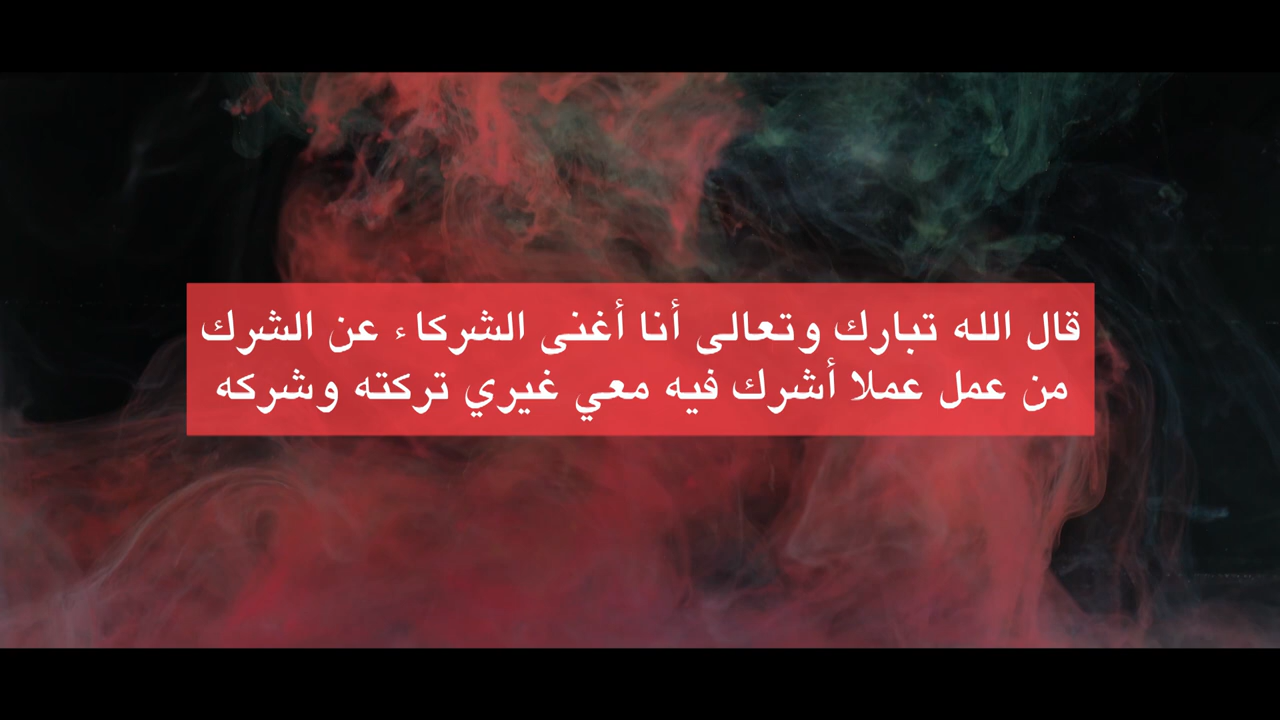 قال الله تبارك وتعالى أنا أغنى الشركاء عن الشرك
من عمل عملا أشرك فيه معي غيري تركته وشركه